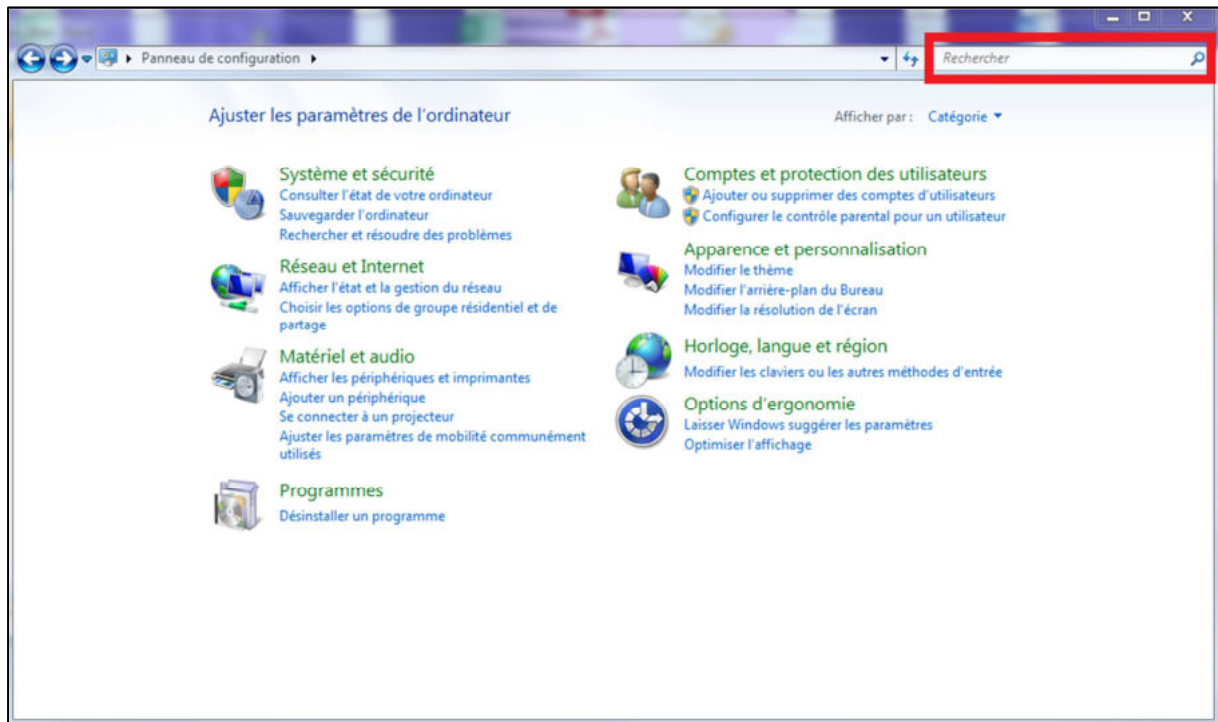 Panneau de configuration
Rechercher
Ajuster les paramètres de l'ordinateur
Afficher par : Catégorie
Système et sécurité
Consulter l'état de votre ordinateur
Sauvegarder l'ordinateur
Rechercher et résoudre des problèmes
Réseau et Internet
Afficher l'état et la gestion du réseau
Choisir les options de groupe résidentiel et de
partage
Matériel et audio
Afficher les périphériques et imprimantes
Ajouter un périphérique
Se connecter à un projecteur
Ajuster les paramètres de mobilité communément
utilisés
Programmes
Désinstaller un programme
Comptes et protection des utilisateurs
Ajouter ou supprimer des comptes d'utilisateurs
Configurer le contrôle parental pour un utilisateur
Apparence et personnalisation
Modifier le thème
Modifier l'arrière-plan du Bureau
Modifier la résolution de l'écran
Horloge, langue et région
Modifier les claviers ou les autres méthodes d'entrée
Options d'ergonomie
Laisser Windows suggérer les paramètres
Optimiser l'affichage